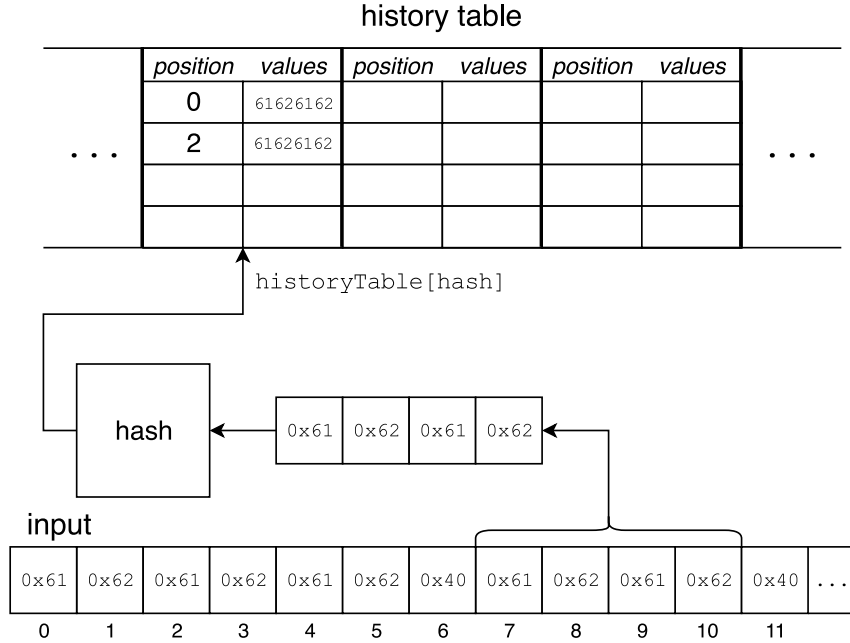 history table
position values position values position values
0 61626162
2 61626162
... ...
historyTable[hash]
hash 0x61 0x62 0x61 0x62
input
0x61 0x62 0x61 0x62 0x61 0x62 0x40 0x61 0x62 0x61 0x62 0x40 ...
0 1 2 3 4 5 6 7 8 9 10 11